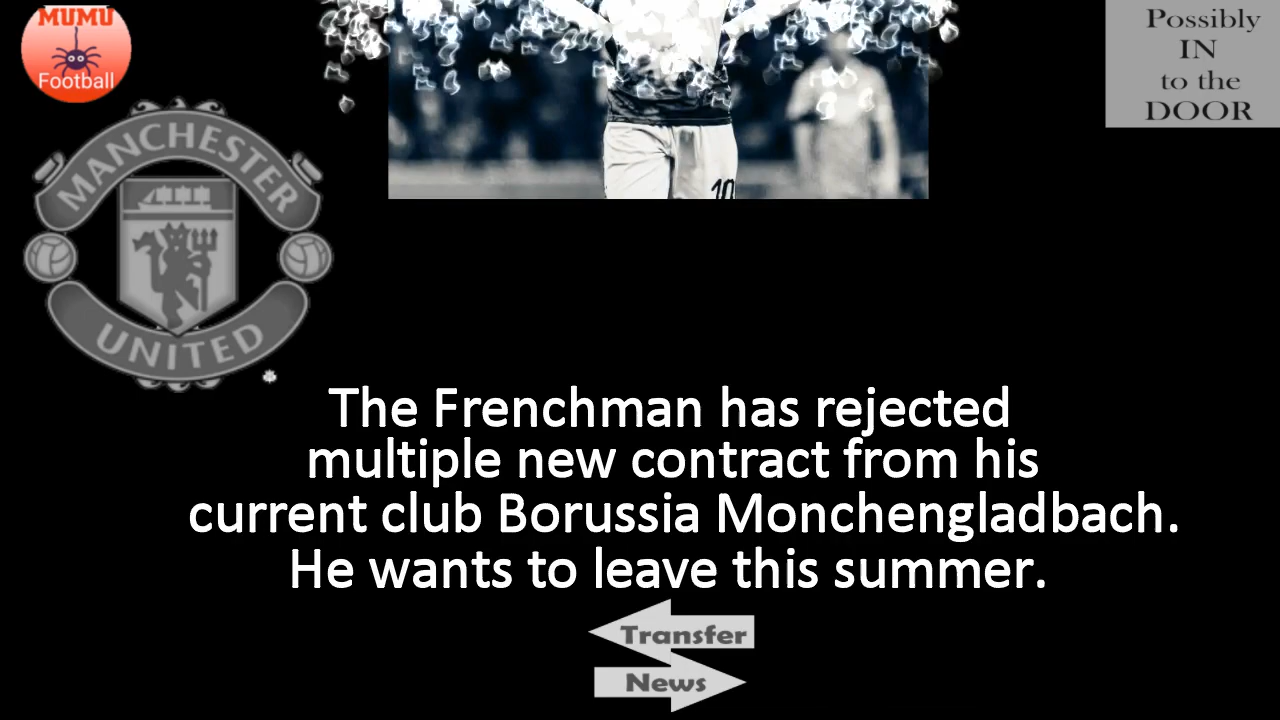 MUMU
Football
Possibly
IN
to the
DOOR
MANCHESTER
UNITED
10
The Frenchman has rejected
multiple new contract from his
current club Borussia Monchengladbach.
He wants to leave this summer.
Transfer
News